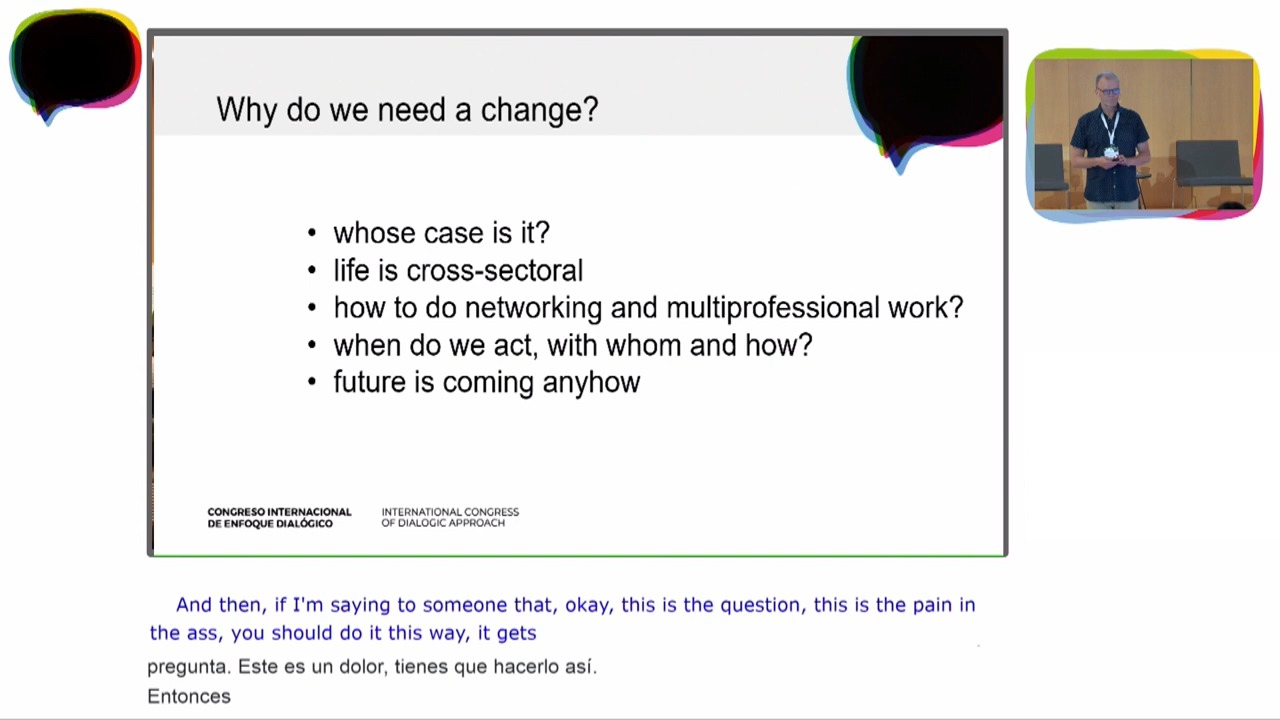 Why do we need a change?
• whose case is it?
• life is cross-sectoral
• how to do networking and multiprofessional work?
• when do we act, with whom and how?
• future is coming anyhow
CONGRESO INTERNACIONAL
DE ENFOQUE DIALÓGICO
INTERNATIONAL CONGRESS
OF DIALOGIC APPROACH
And then, if I'm saying to someone that, okay, this is the question, this is the pain in
the ass, you should do it this way, it gets
pregunta. Este es un dolor, tienes que hacerlo así.
Entonces